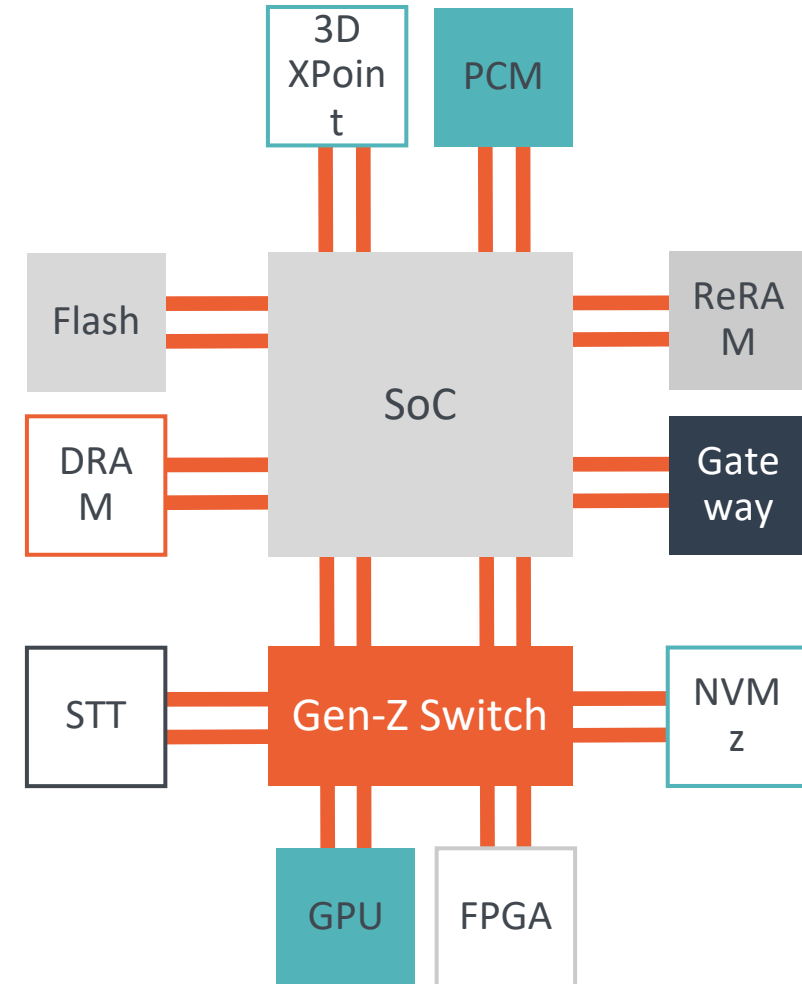 3D
XPoin
t
PCM
Flash
ReRA
M
SoC
DRA
M
Gate
way
STT
Gen-Z Switch
NVM
z
GPU
FPGA